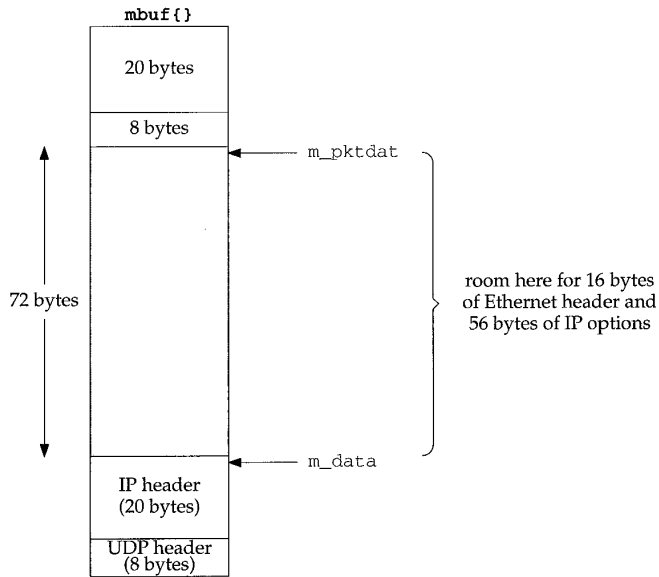 mbuf{}
20 bytes
8 bytes
m_pktdat
72 bytes
room here for 16 bytes
of Ethernet header and
56 bytes of IP options
m_data
IP header
(20 bytes)
UDP header
(8 bytes)